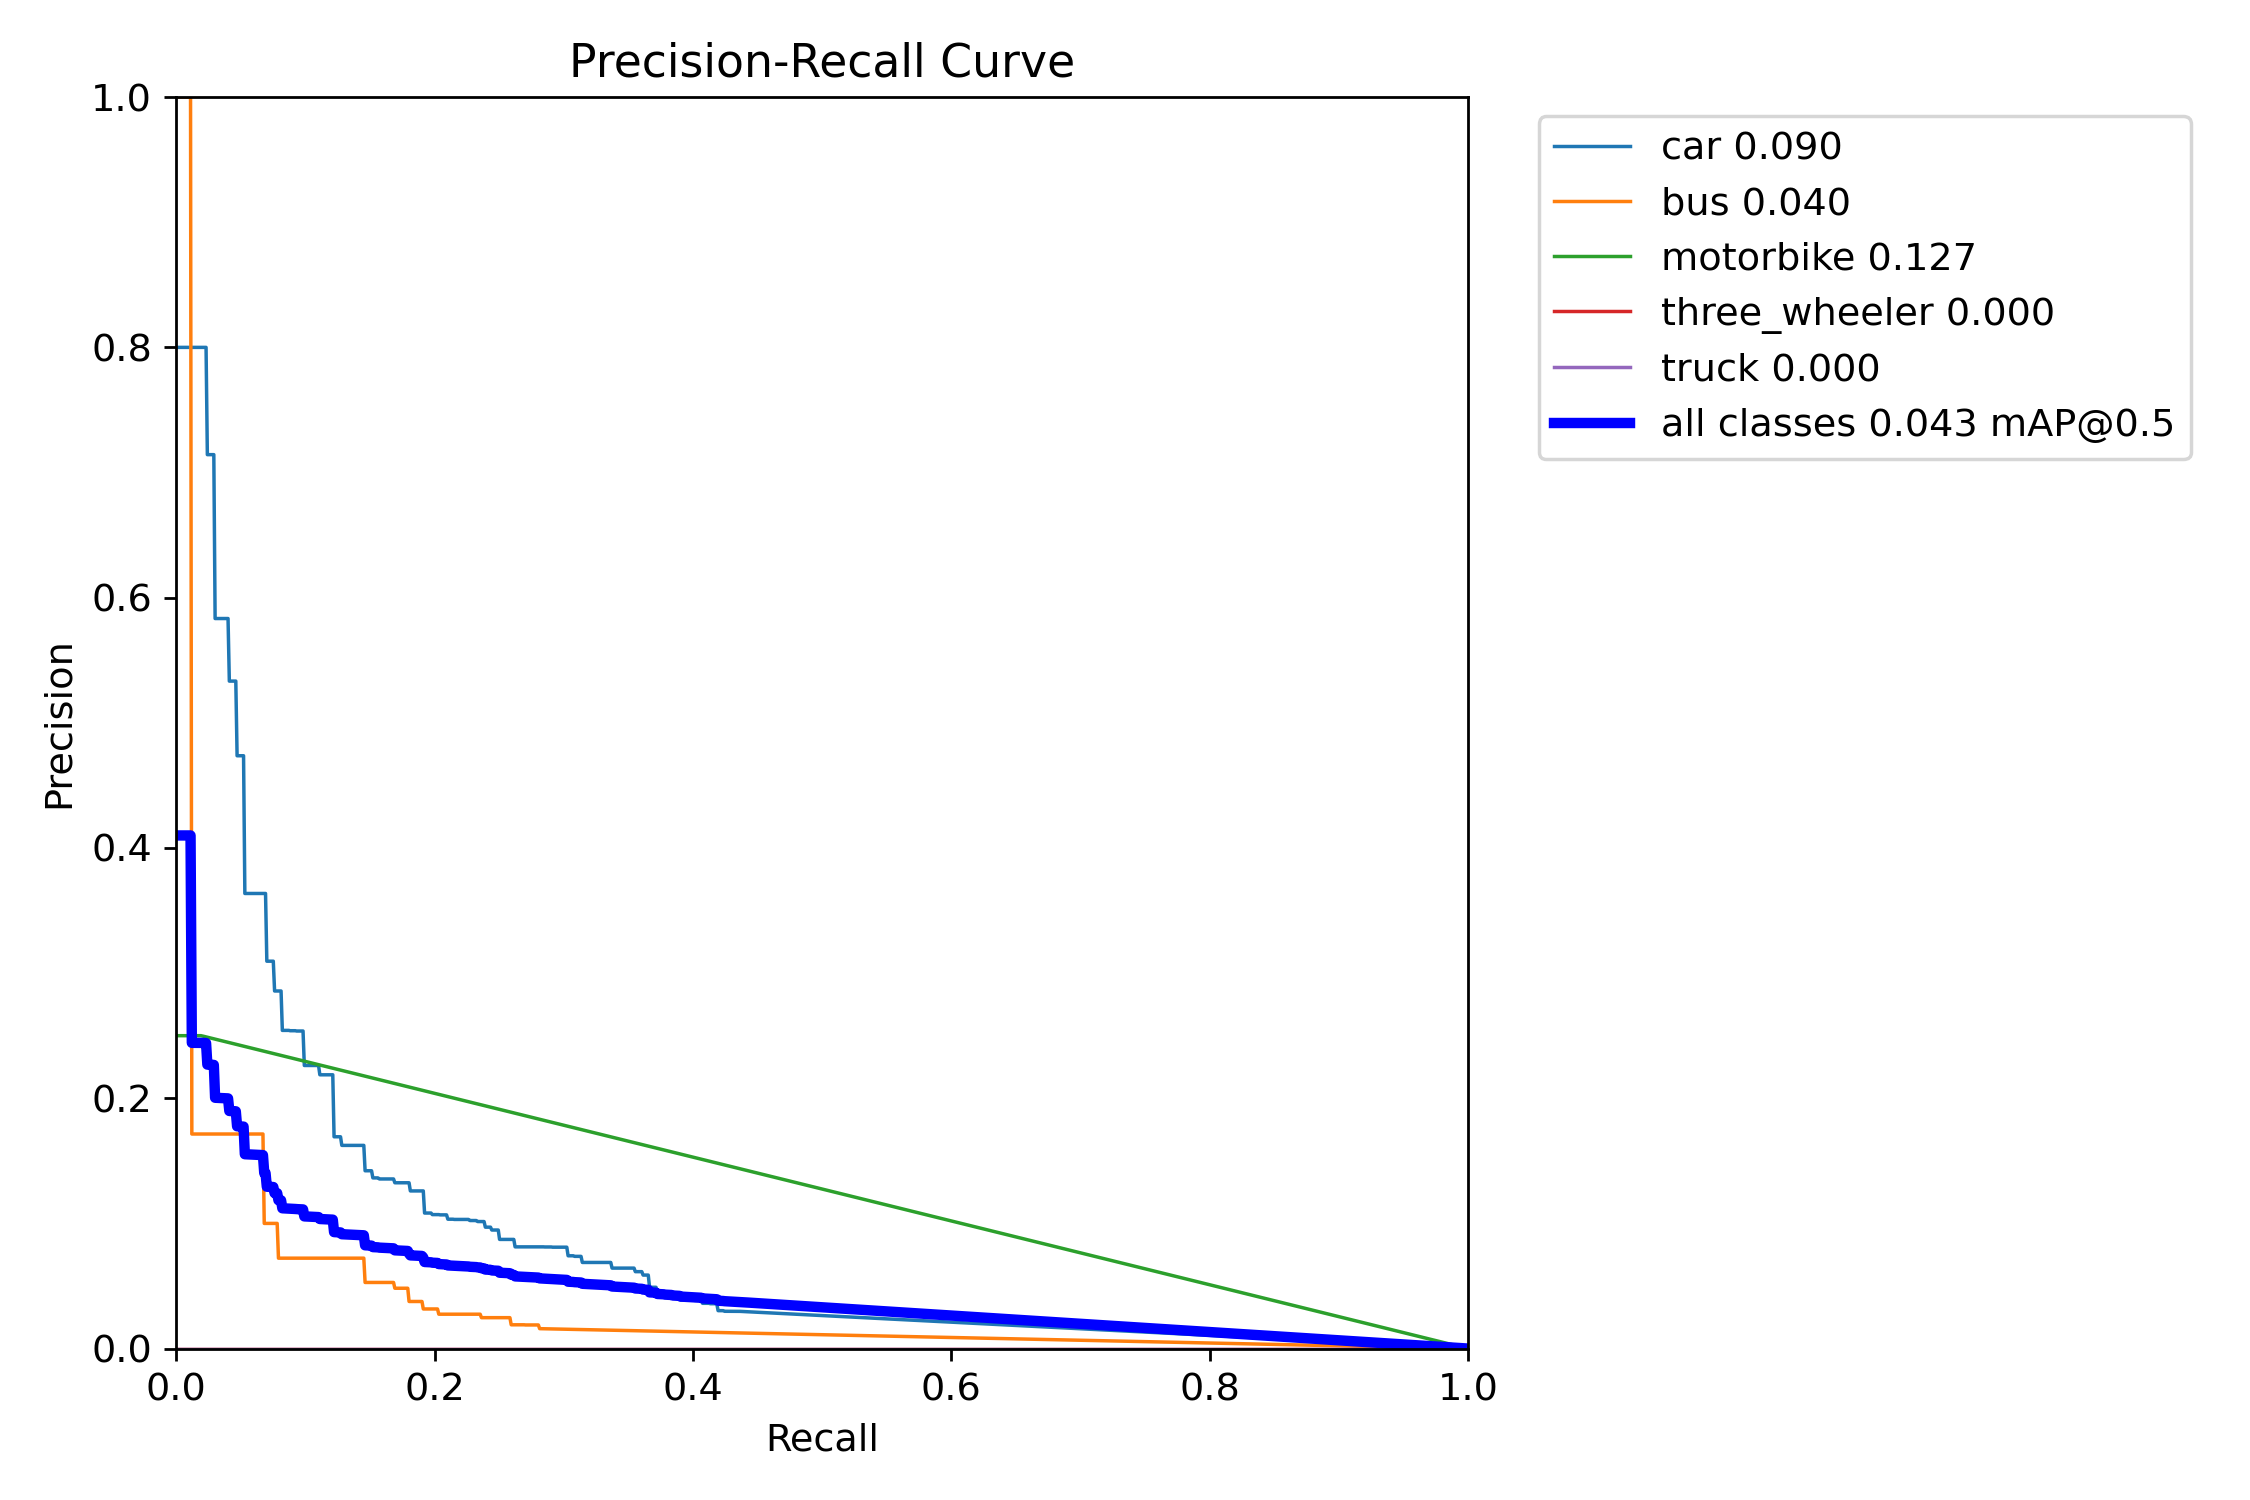 Precision-Recall Curve
1.0
0.8
0.6
0.4
0.2
0.0
Precision
0.0 0.2 0.4 0.6 0.8 1.0
Recall
car 0.090
bus 0.040
motorbike 0.127
three_wheeler 0.000
truck 0.000
all classes 0.043 mAP@0.5